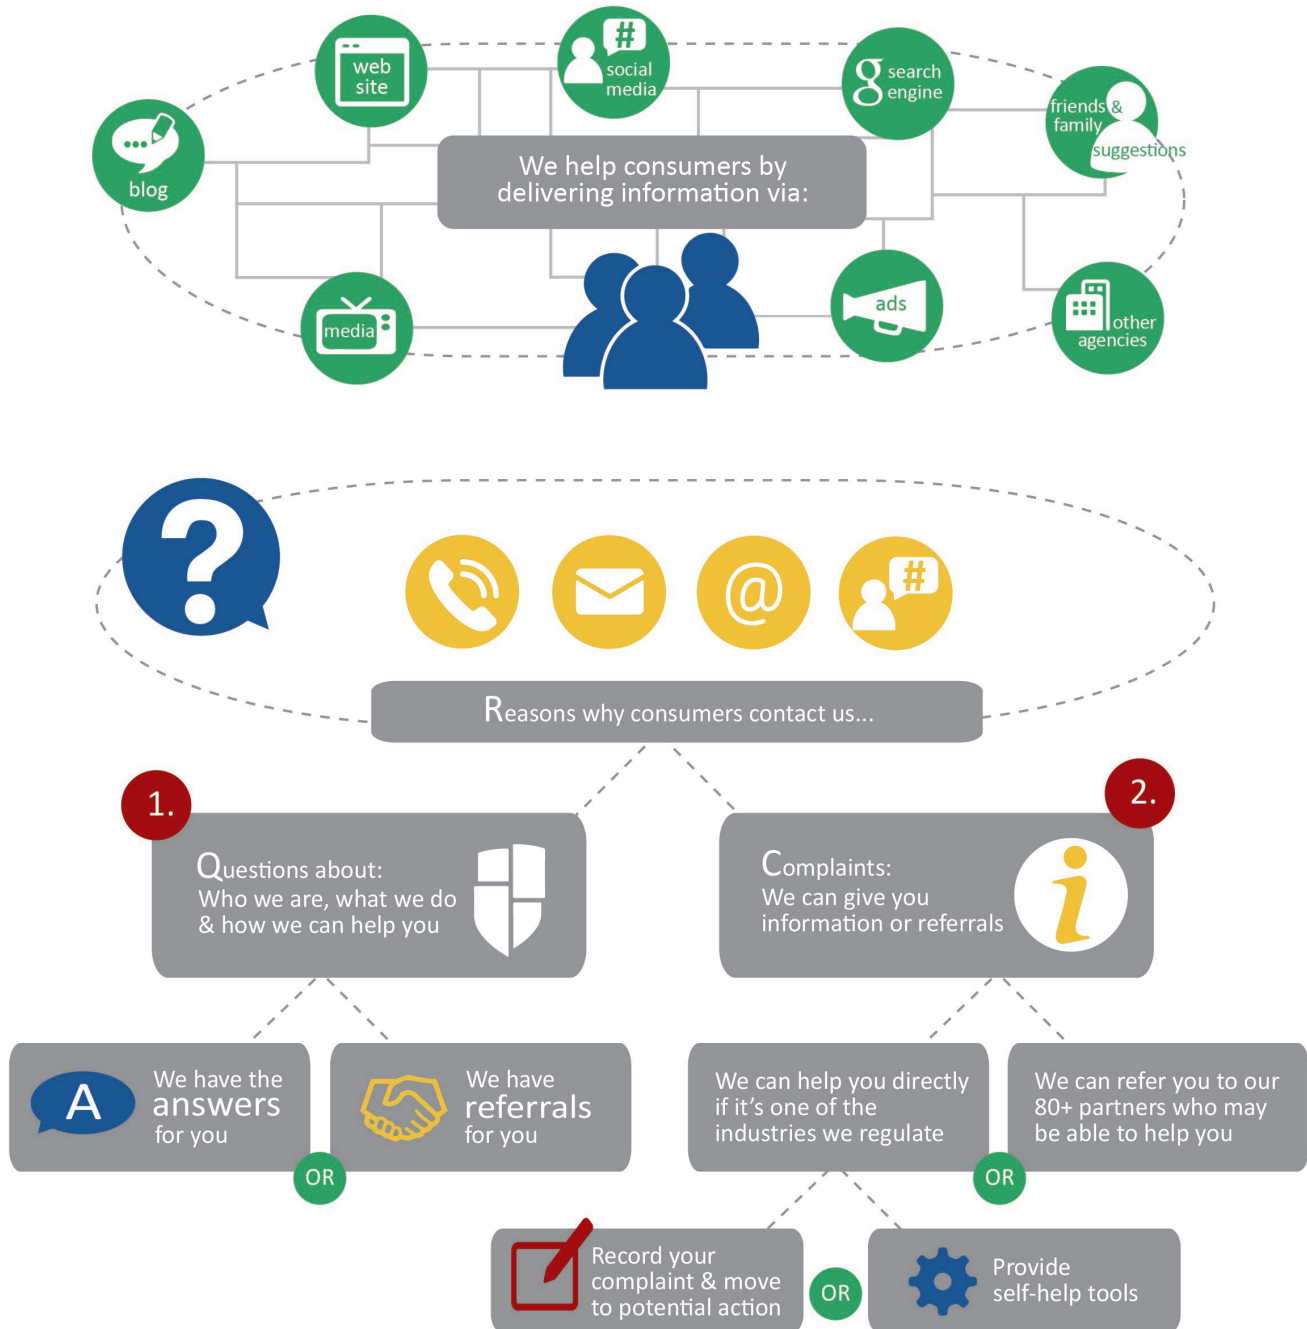 web
site
#
social
media
g search
engine
friends &
family
suggestions
blog
We help consumers by
delivering information via:
media
ads
other
agencies
?
@
#
Reasons why consumers contact us...
1.
Questions about:
Who we are, what we do
& how we can help you
2.
Complaints:
We can give you
information or referrals
i
A
We have the
answers
for you
OR
We have
referrals
for you
We can help you directly
if it's one of the
industries we regulate
OR
We can refer you to our
80+ partners who may
be able to help you
Record your
complaint & move
to potential action
OR
Provide
self-help tools